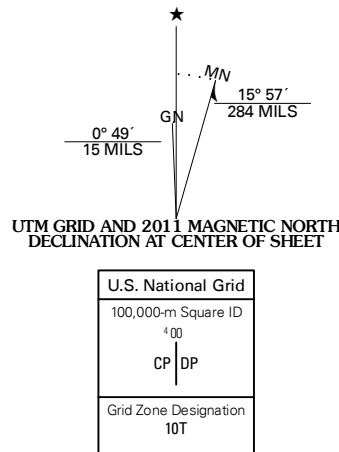 ★
MN
GN
15° 57´
284 MILS
0° 49´
15 MILS
UTM GRID AND 2011 MAGNETIC NORTH
DECLINATION AT CENTER OF SHEET
U.S. National Grid
100,000-m Square ID
⁴00
CP DP
Grid Zone Designation
10T